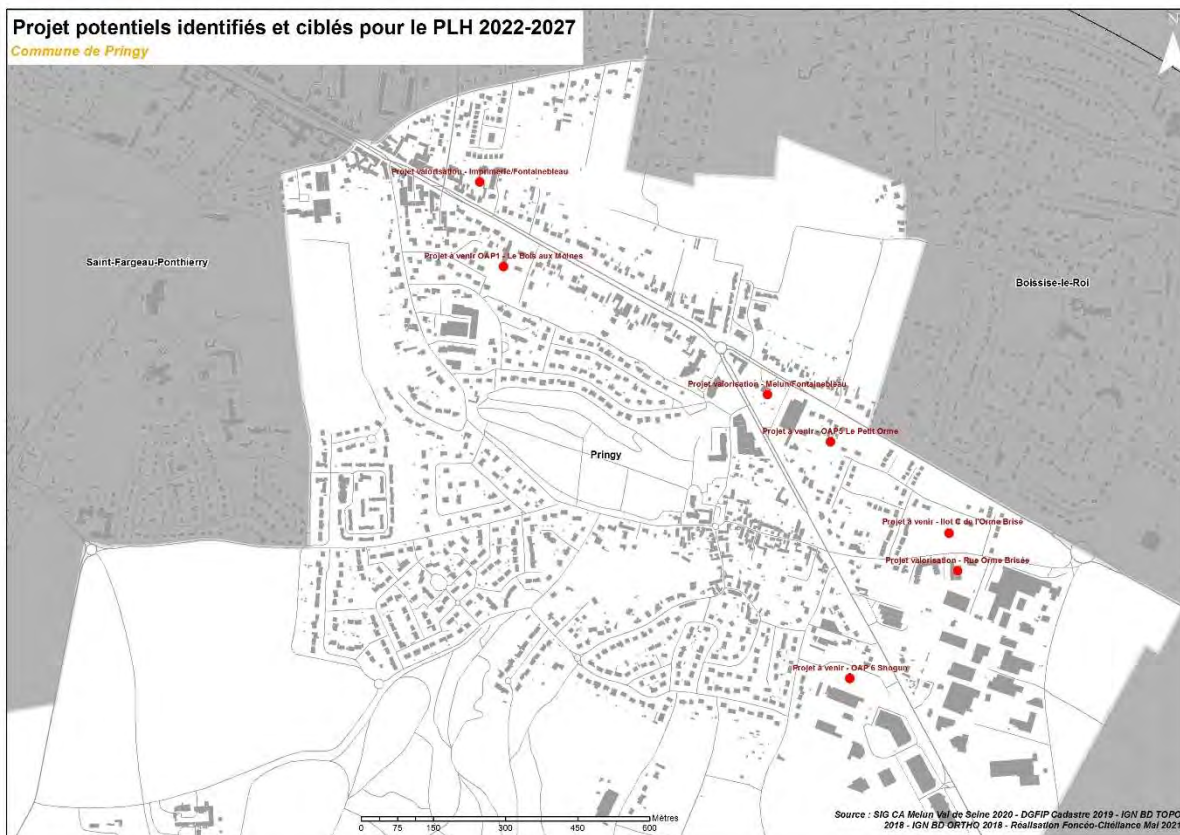 Projet potentiels identifiés et ciblés pour le PLH 2022-2027
Commune de Pringy
N
Projet valorisation - Imprimerie/Fontainebleau
Saint-Fargeau-Ponthierry
Projet à venir OAP1 - Le Bois aux Moines
Boissise-le-Roi
Projet valorisation - Melun/Fontainebleau
Projet à venir - OAP5 Le Petit Orme
Pringy
Projet à venir - Ilot C de l'Orme Brisé
Projet valorisation - Rue Orme Brisée
Projet à venir - OAP 6 Shogun
Mètres
0 75 150 300 450 600
Source : SIG CA Melun Val de Seine 2020 - DGFIP Cadastre 2019 - IGN BD TOPO
2018 - IGN BD ORTHO 2018 - Réalisation Foncéo-Citéliance Mai 2021